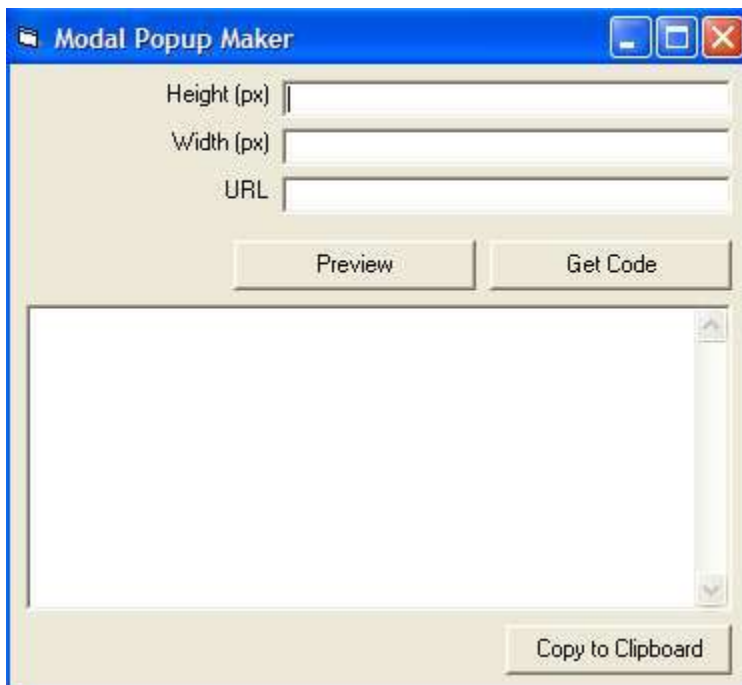 Modal Popup Maker
Height (px)
Width (px)
URL
Preview Get Code
Copy to Clipboard